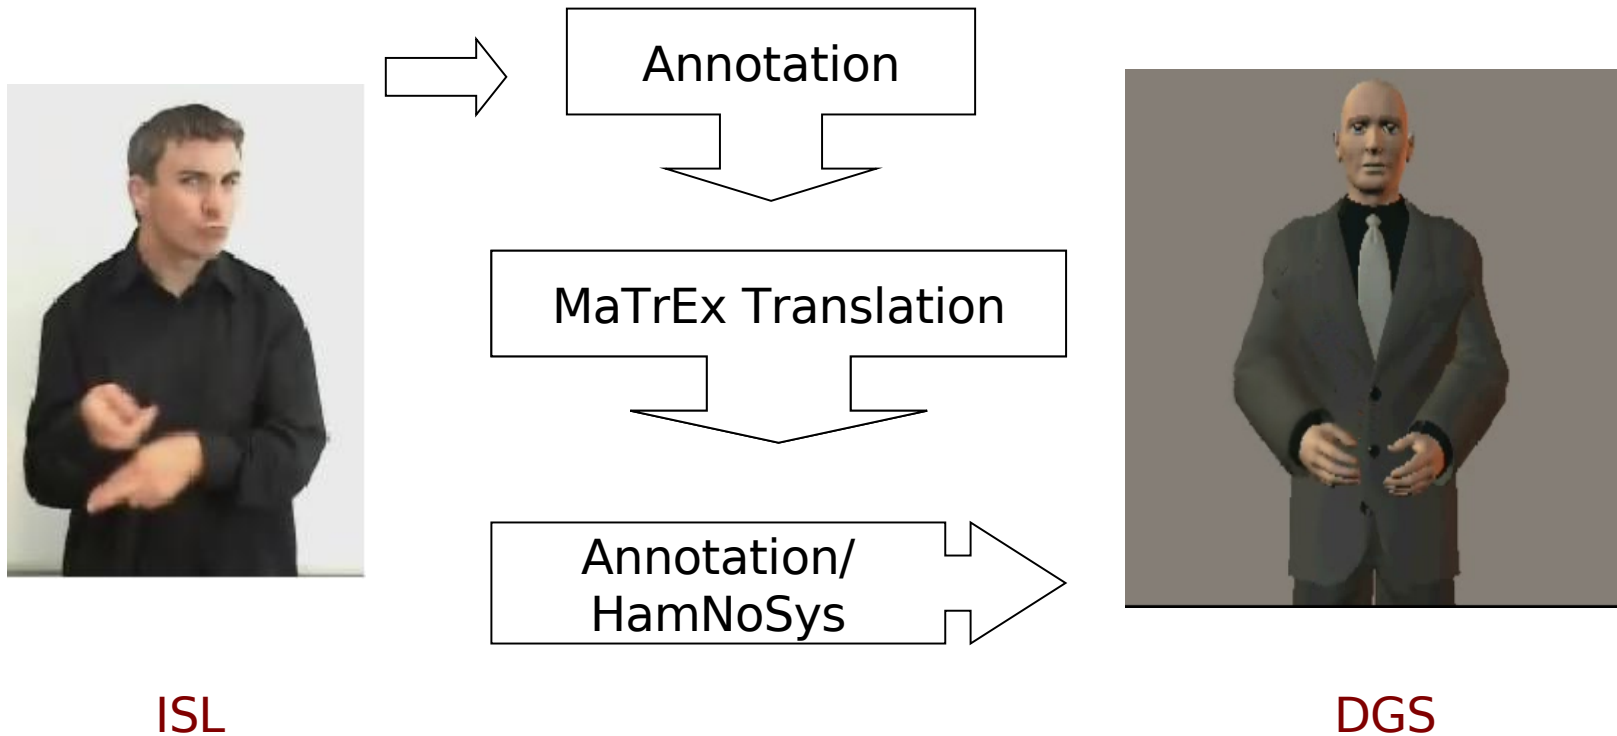 Annotation
MaTrEx Translation
Annotation/
HamNoSys
ISL
DGS